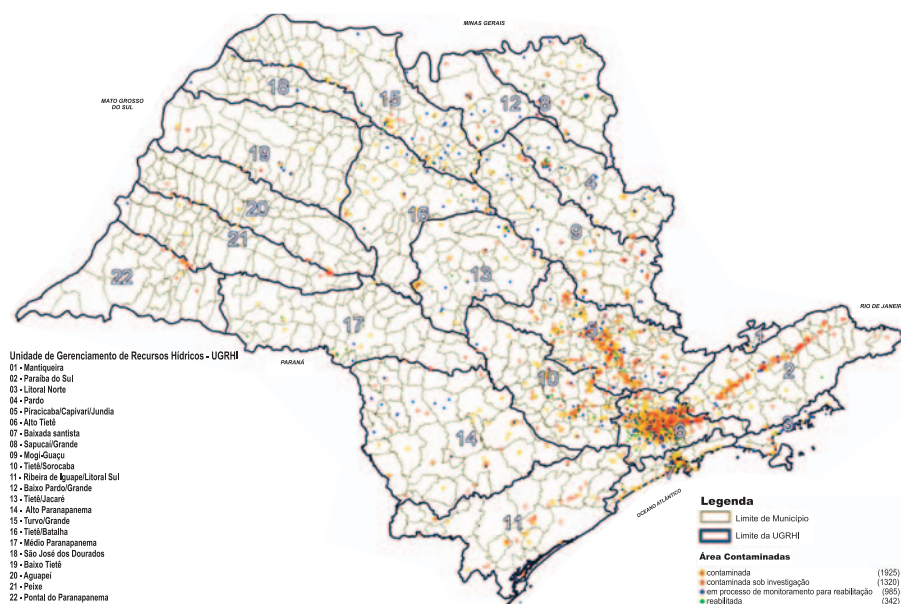 MINAS GERAIS
MATO GROSSO
DO SUL
18
15
12
8
19
4
20
16
9
21
13
22
RIO DE JANEIR
17
5
1
2
PARANÁ
10
6
3
14
11
OCEANO ATLÂNTICO
Unidade de Gerenciamento de Recursos Hídricos - UGRHI
01 - Mantiqueira
02 - Paraíba do Sul
03 - Litoral Norte
04 - Pardo
05 - Piracicaba/Capivari/Jundia
06 - Alto Tietê
07 - Baixada santista
08 - Sapucaí/Grande
09 - Mogi-Guaçu
10 - Tietê/Sorocaba
11 - Ribeira de Iguape/Litoral Sul
12 - Baixo Pardo/Grande
13 - Tietê/Jacaré
14 - Alto Paranapanema
15 - Turvo/Grande
16 - Tietê/Batalha
17 - Médio Paranapanema
18 - São José dos Dourados
19 - Baixo Tietê
20 - Aguapeí
21 - Peixe
22 - Pontal do Paranapanema
Legenda
Limite de Município
Limite da UGRHI
Área Contaminadas
contaminada (1925)
contaminada sob investigação (1320)
em processo de monitoramento para reabilitação (985)
reabilitada (342)